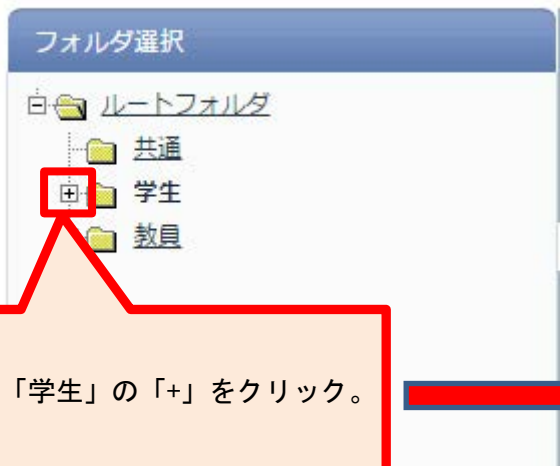 フォルダ選択
ルートフォルダ
共通
学生
教員
「学生」の「+」をクリック。